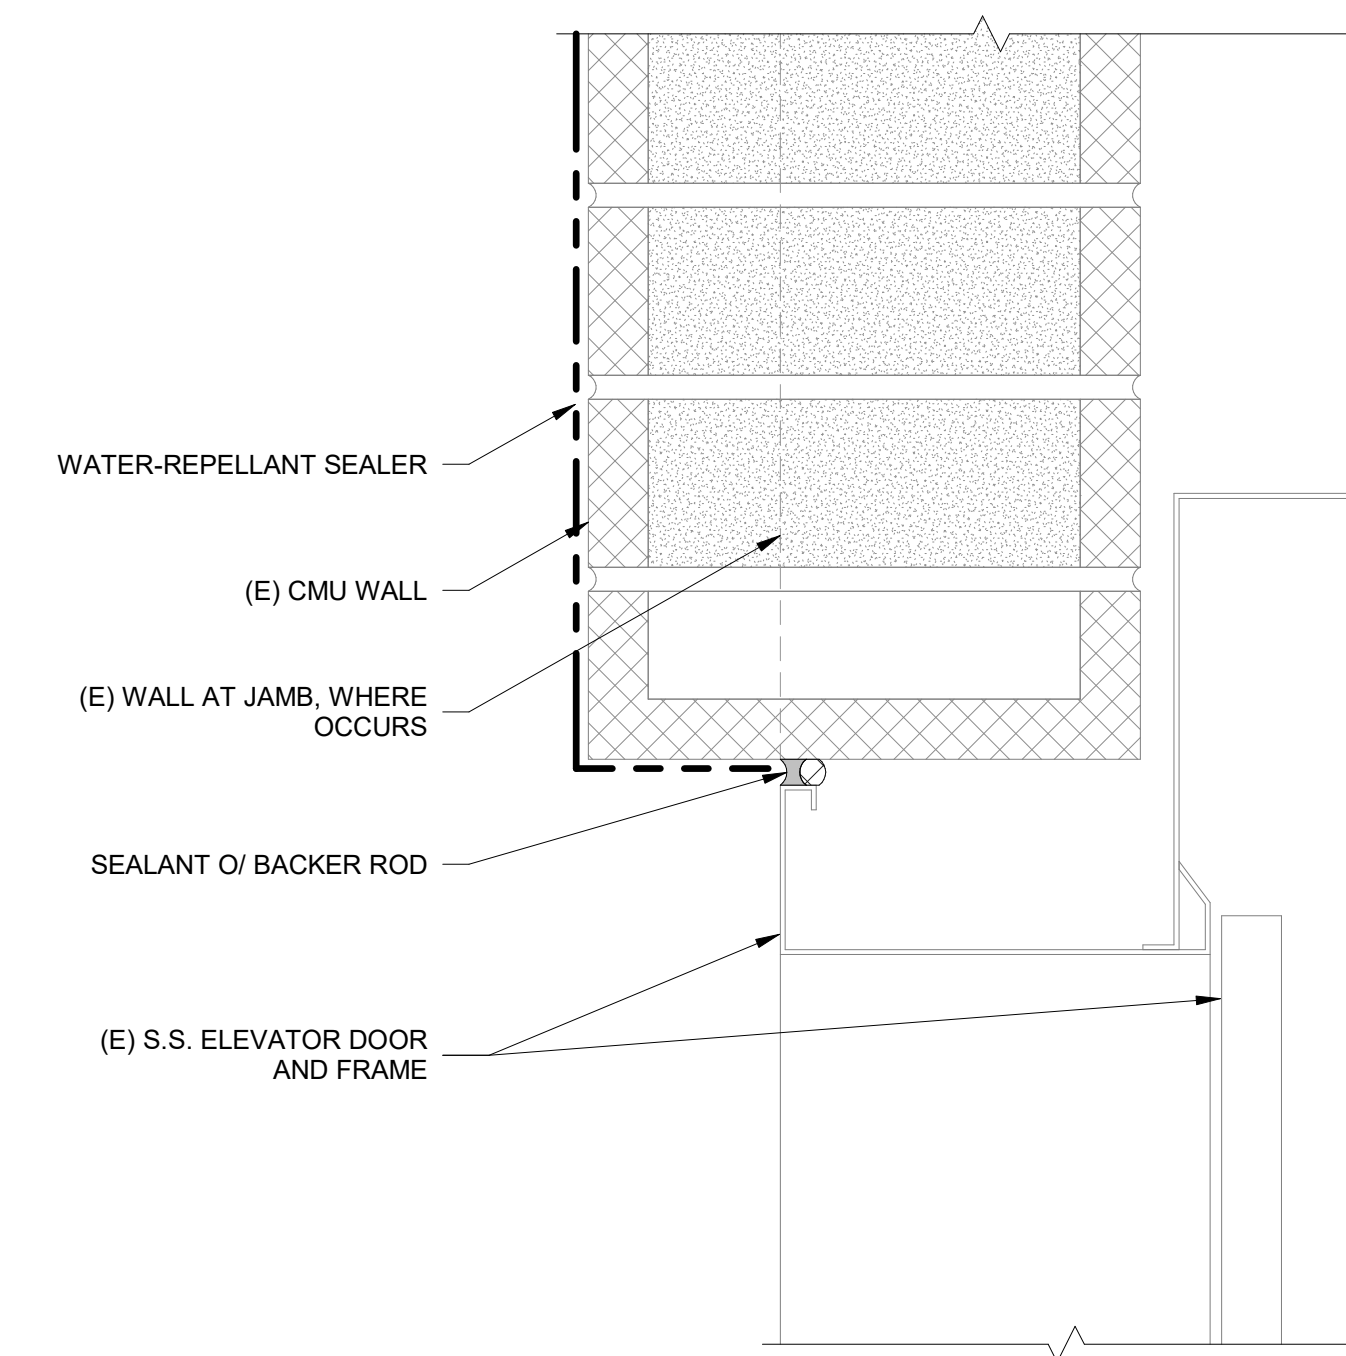 WATER-REPELLANT SEALER
(E) CMU WALL
(E) WALL AT JAMB, WHERE
OCCURS
SEALANT O/ BACKER ROD
(E) S.S. ELEVATOR DOOR
AND FRAME